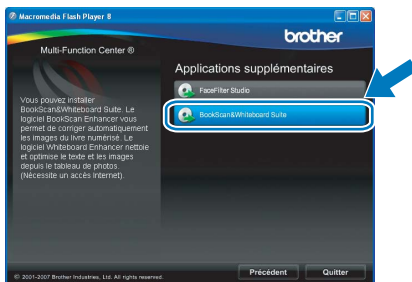 Macromedia Flash Player 8
brother
Multi-Function Center ®
Applications supplémentaires
FaceFilter Studio
BookScan&Whiteboard Suite
Vous pouvez installer
BookScan&Whiteboard Suite. Le
logiciel BookScan Enhancer vous
permet de corriger automatiquement
les images du livre numérisé. Le
logiciel Whiteboard Enhancer nettoie
et optimise le texte et les images
depuis le tableau de photos.
(Nécessite un accès internet).
© 2001-2007 Brother Industries, Ltd. All rights reserved.
Précédent
Quitter